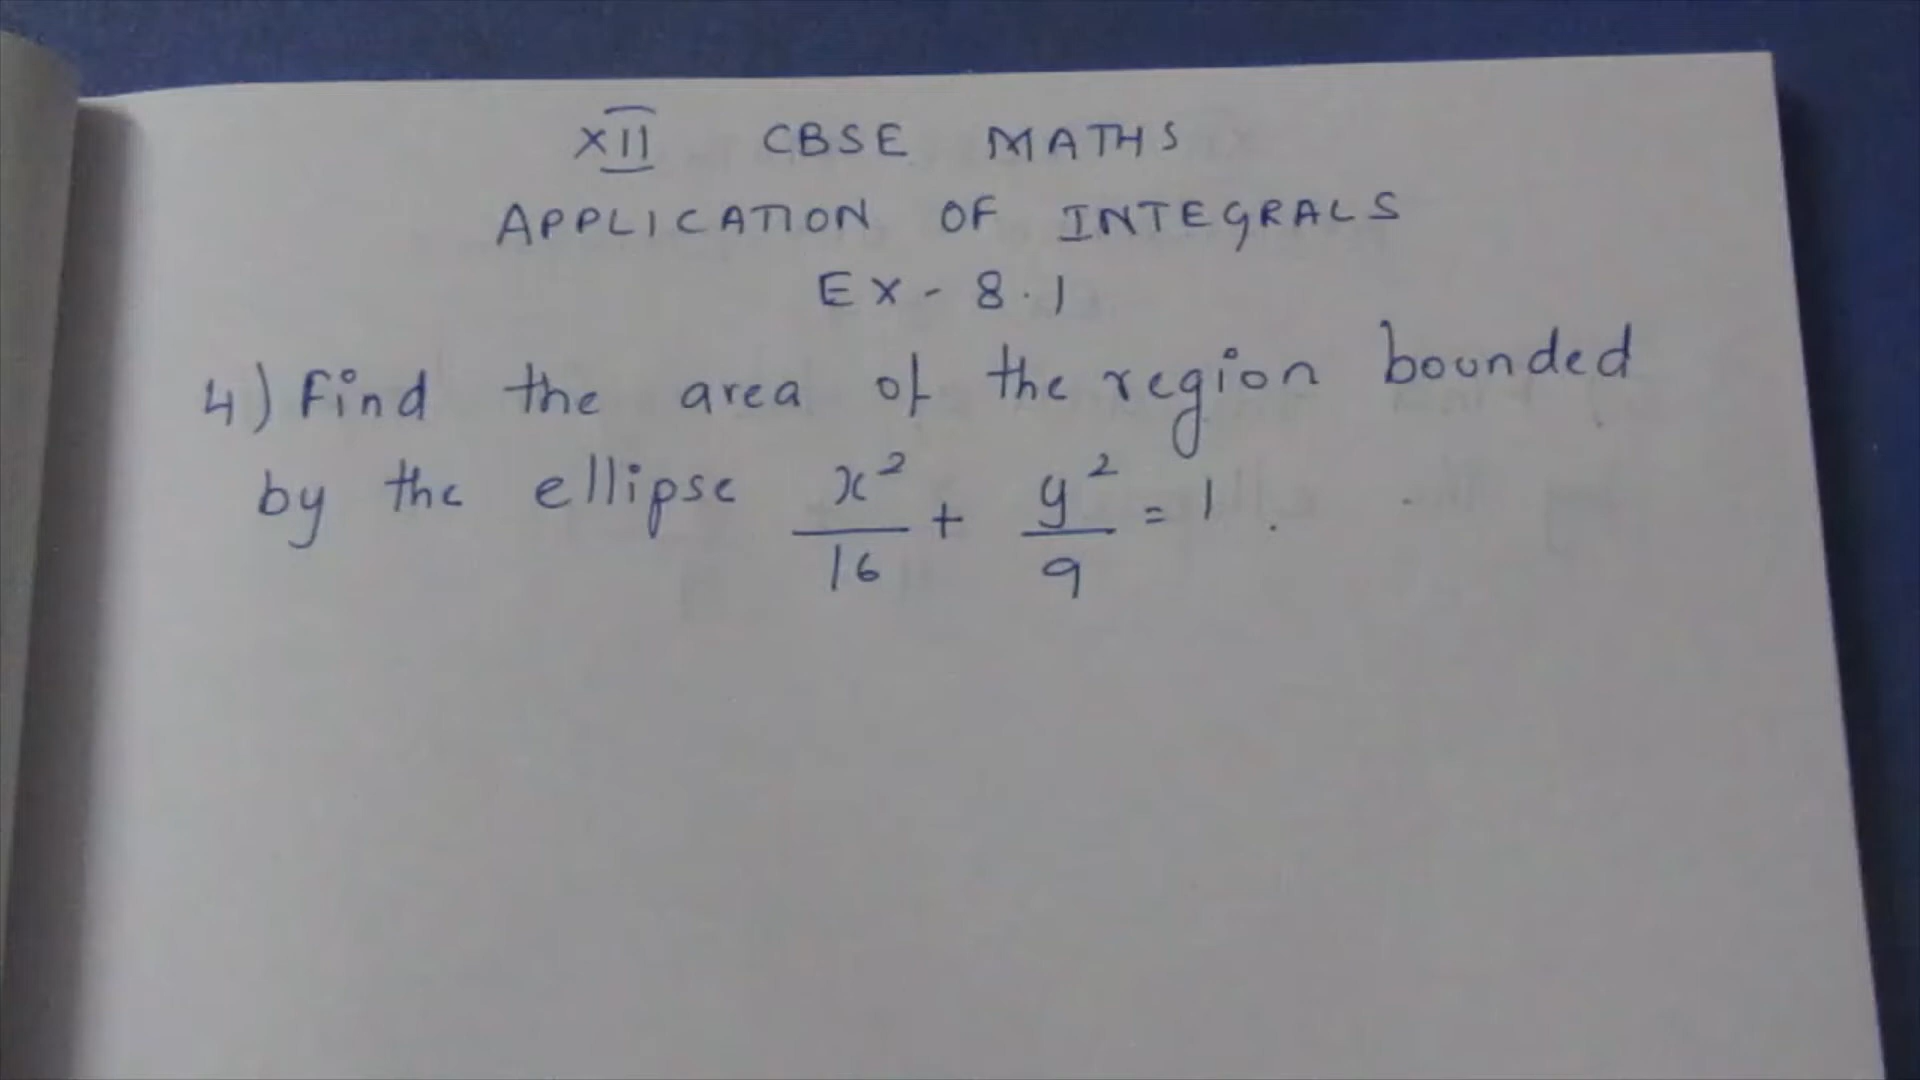 XII CBSE MATHS
APPLICATION OF INTEGRALS
EX - 8.1
4) Find the area of the region bounded
by the ellipse x²/16 + y²/9 = 1.